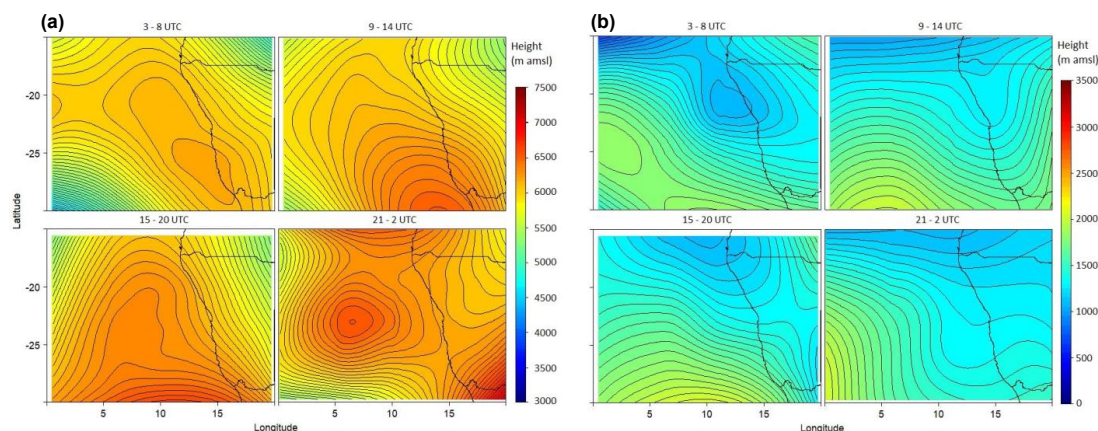 (a)
3 - 8 UTC
9 - 14 UTC
Height
(m amsl)
7500
7000
6500
6000
5500
5000
4500
4000
3500
3000
-20
-25
Latitude
15 - 20 UTC
21 - 2 UTC
-20
-25
5
10
15
5
10
15
Longitude
(b)
3 - 8 UTC
9 - 14 UTC
Height
(m amsl)
3500
3000
2500
2000
1500
1000
500
0
15 - 20 UTC
21 - 2 UTC
5
10
15
5
10
15
Longitude